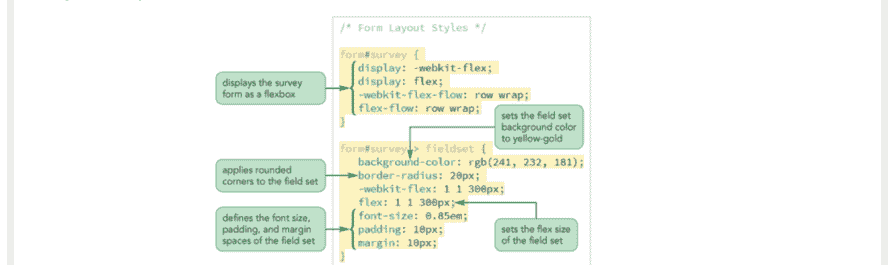 /* Form Layout Styles */
form#survey {
display: -webkit-flex;
display: flex;
-webkit-flex-flow: row wrap;
flex-flow: row wrap;
}
displays the survey
form as a flexbox
sets the field set
background color
to yellow-gold
form#survey > fieldset {
background-color: rgb(241, 232, 181);
border-radius: 20px;
-webkit-flex: 1 1 300px;
flex: 1 1 300px;
font-size: 0.85em;
padding: 10px;
margin: 10px;
}
applies rounded
corners to the field set
defines the font size,
padding, and margin
spaces of the field set
sets the flex size
of the field set